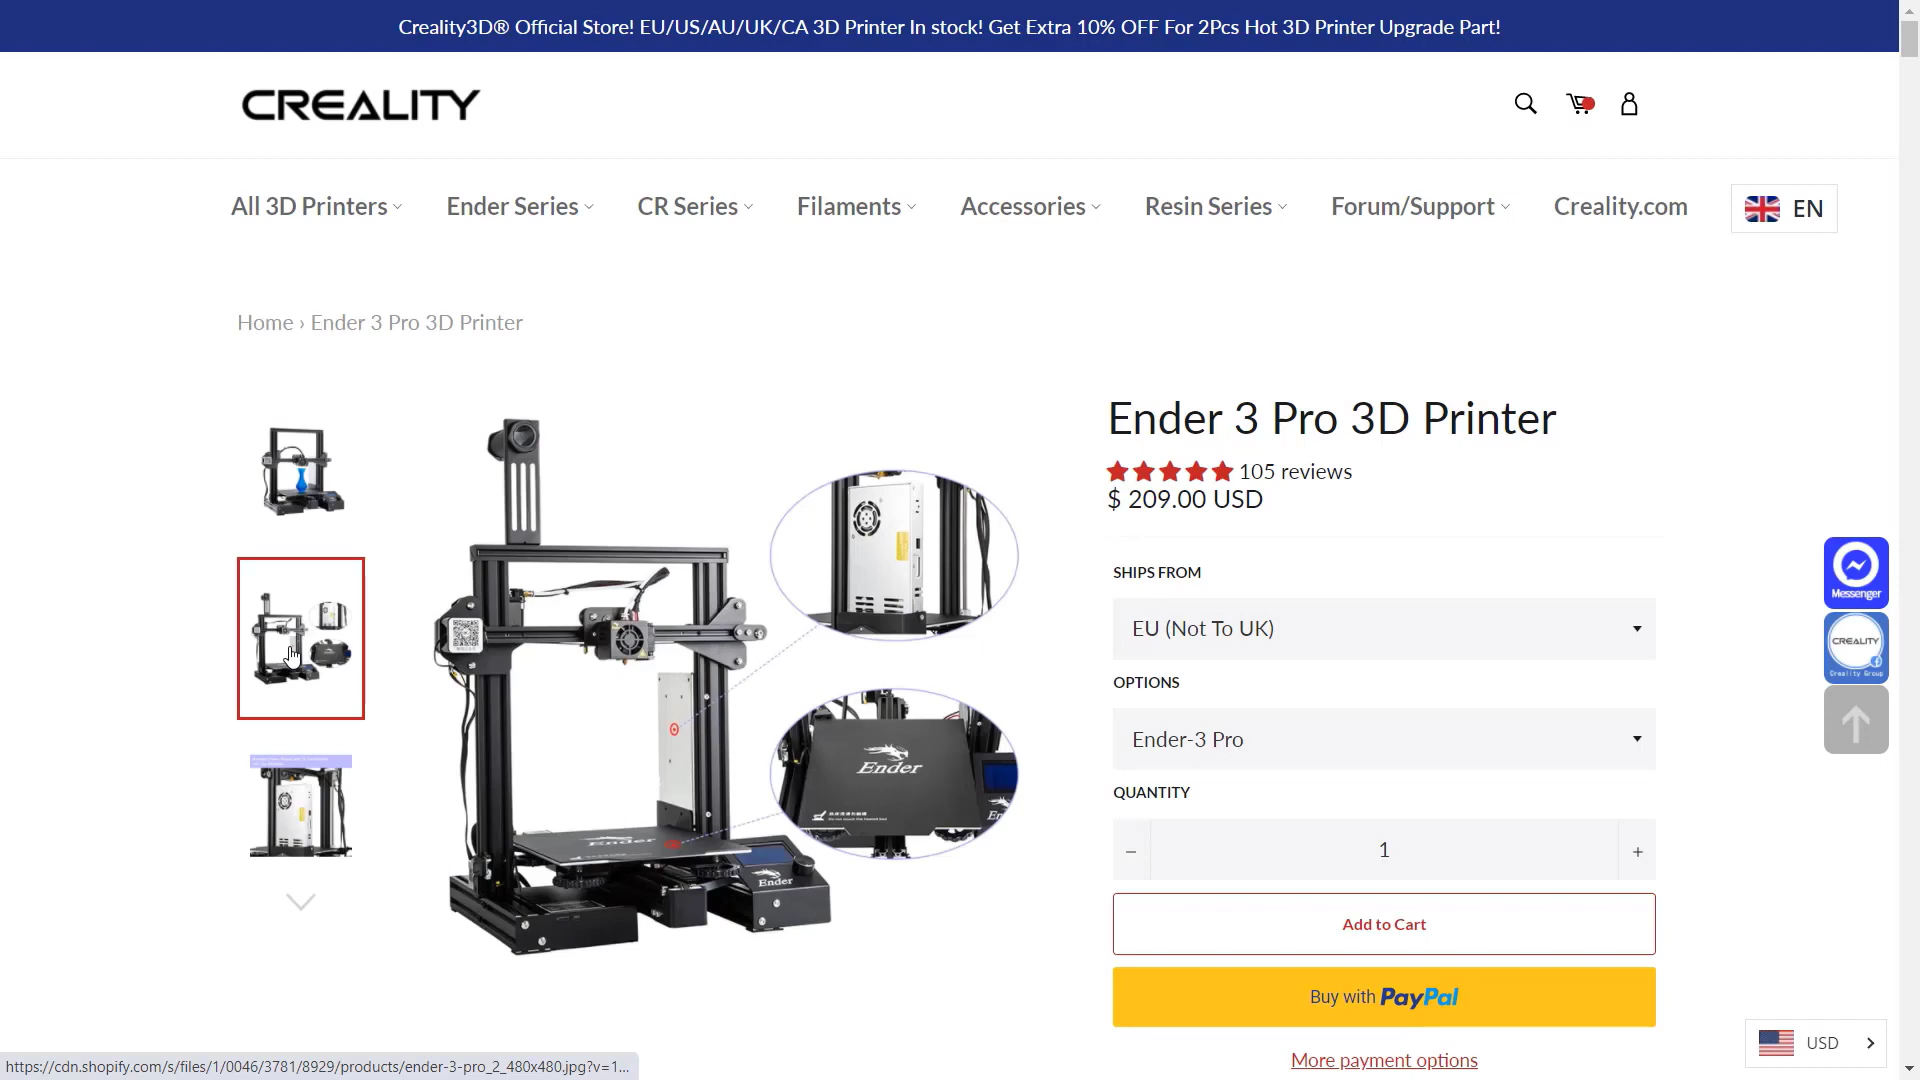 Creality3D® Official Store! EU/US/AU/UK/CA 3D Printer In stock! Get Extra 10% OFF For 2Pcs Hot 3D Printer Upgrade Part!
CREALITY
All 3D Printers
Ender Series
CR Series
Filaments
Accessories
Resin Series
Forum/Support
Creality.com
EN
Home › Ender 3 Pro 3D Printer
Ender 3 Pro 3D Printer
105 reviews
$ 209.00 USD
SHIPS FROM
EU (Not To UK)
OPTIONS
Ender-3 Pro
QUANTITY
− 1 +
Add to Cart
Buy with PayPal
More payment options
Ender
Ender
Ender
Messenger
CREALITY
Creality Group
USD
https://cdn.shopify.com/s/files/1/0046/3781/8929/products/ender-3-pro_2_480x480.jpg?v=1...